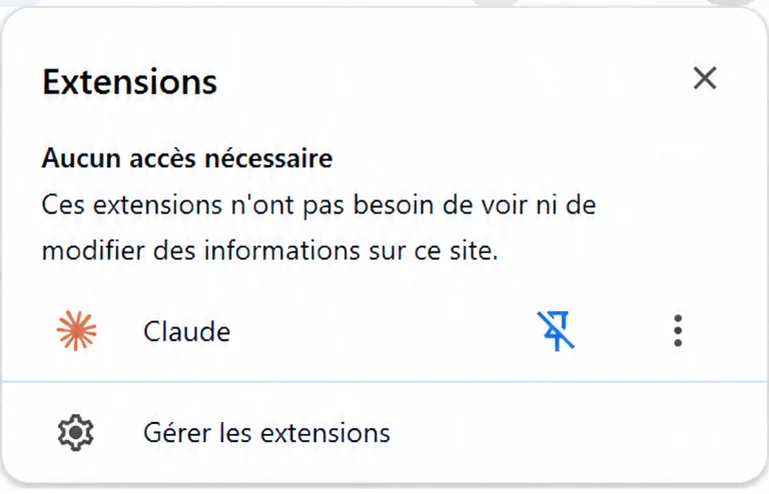 Extensions
Aucun accès nécessaire
Ces extensions n'ont pas besoin de voir ni de
modifier des informations sur ce site.
Claude
Gérer les extensions